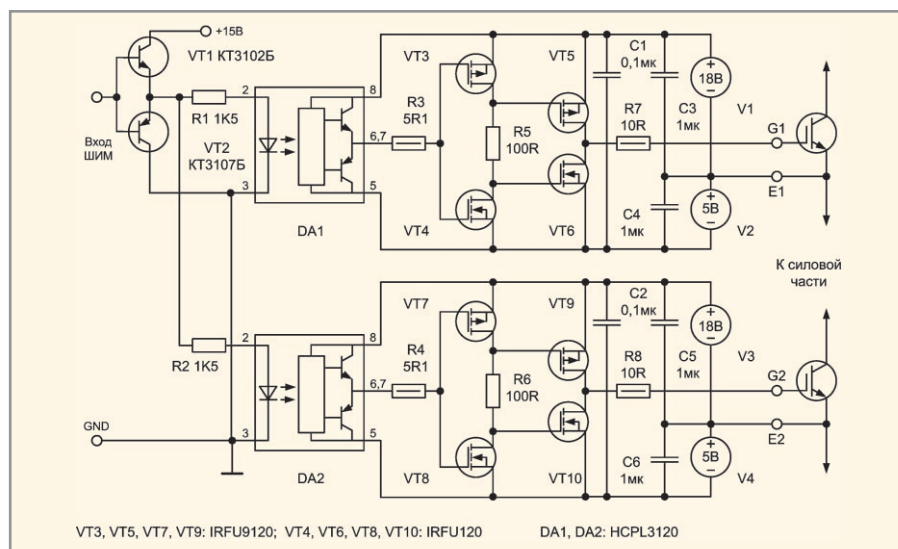 +15В
VT1 КТ3102Б
Вход
ШИМ
R1 1K5
VT2
КТ3107Б
2
3
8
6,7
5
DA1
VT3
R3
5R1
VT4
R5
100R
VT5
VT6
R7
10R
C1
0,1мк
C3
1мк
C4
1мк
+
18В
−
V1
+
5В
−
V2
G1
E1
К силовой
части
R2 1K5
GND
2
3
8
6,7
5
DA2
VT7
R4
5R1
VT8
R6
100R
VT9
VT10
R8
10R
C2
0,1мк
C5
1мк
C6
1мк
+
18В
−
V3
+
5В
−
V4
G2
E2
VT3, VT5, VT7, VT9: IRFU9120; VT4, VT6, VT8, VT10: IRFU120 DA1, DA2: HCPL3120